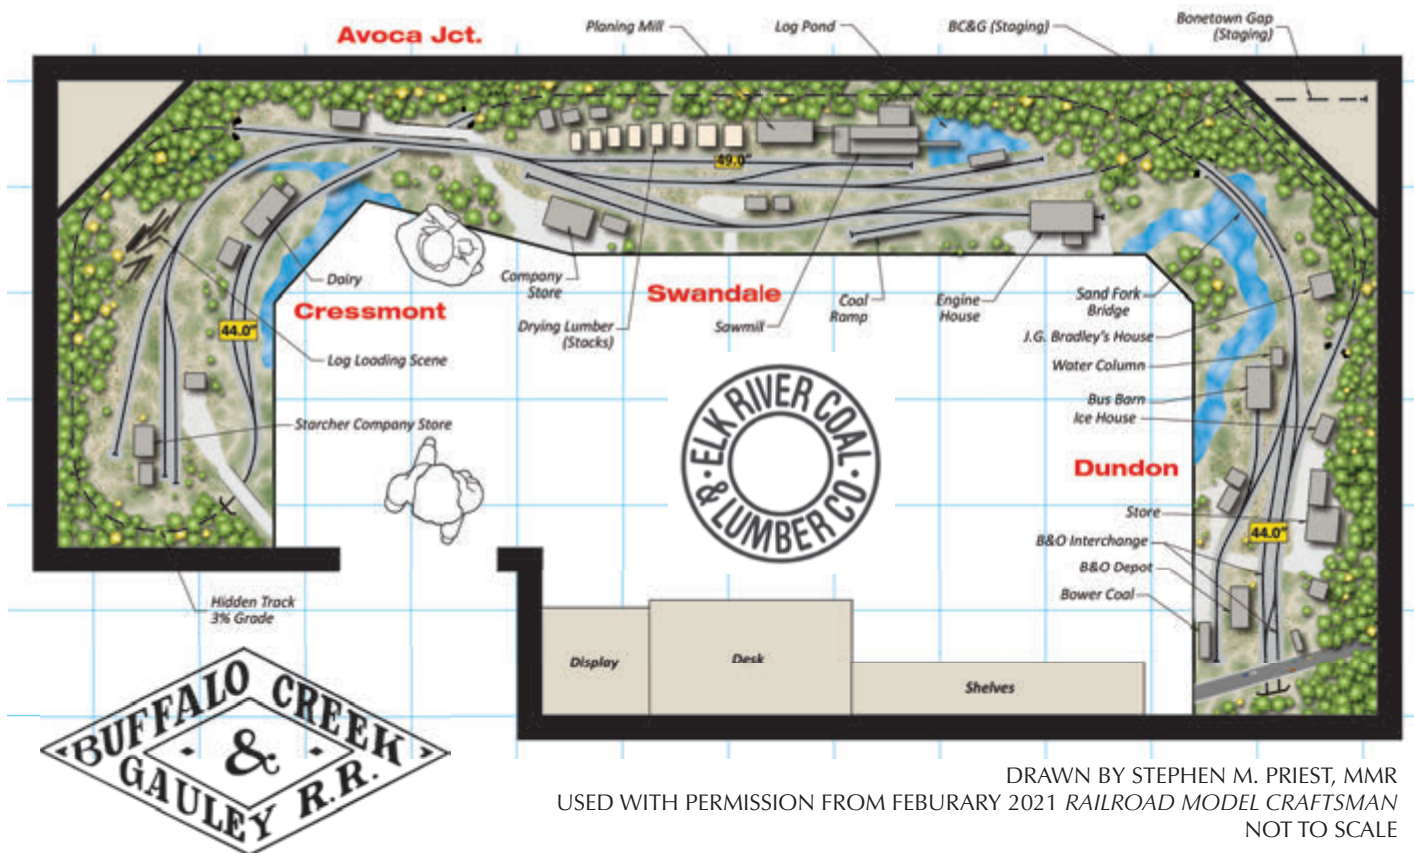 Avoca Jct.
Planing Mill
Log Pond
BC&G (Staging)
Bonetown Gap
(Staging)
49.0"
Dairy
Cressmont
44.0"
Log Loading Scene
Starcher Company Store
Company
Store
Drying Lumber
(Stacks)
Swandale
Sawmill
Coal
Ramp
Engine
House
Sand Fork
Bridge
J.G. Bradley's House
Water Column
Bus Barn
Ice House
Dundon
Store
44.0"
B&O Interchange
B&O Depot
Bower Coal
ELK RIVER COAL
& LUMBER CO
Hidden Track
3% Grade
Display
Desk
Shelves
BUFFALO CREEK
&
GAULEY R.R.
DRAWN BY STEPHEN M. PRIEST, MMR
USED WITH PERMISSION FROM FEBURARY 2021 RAILROAD MODEL CRAFTSMAN
NOT TO SCALE